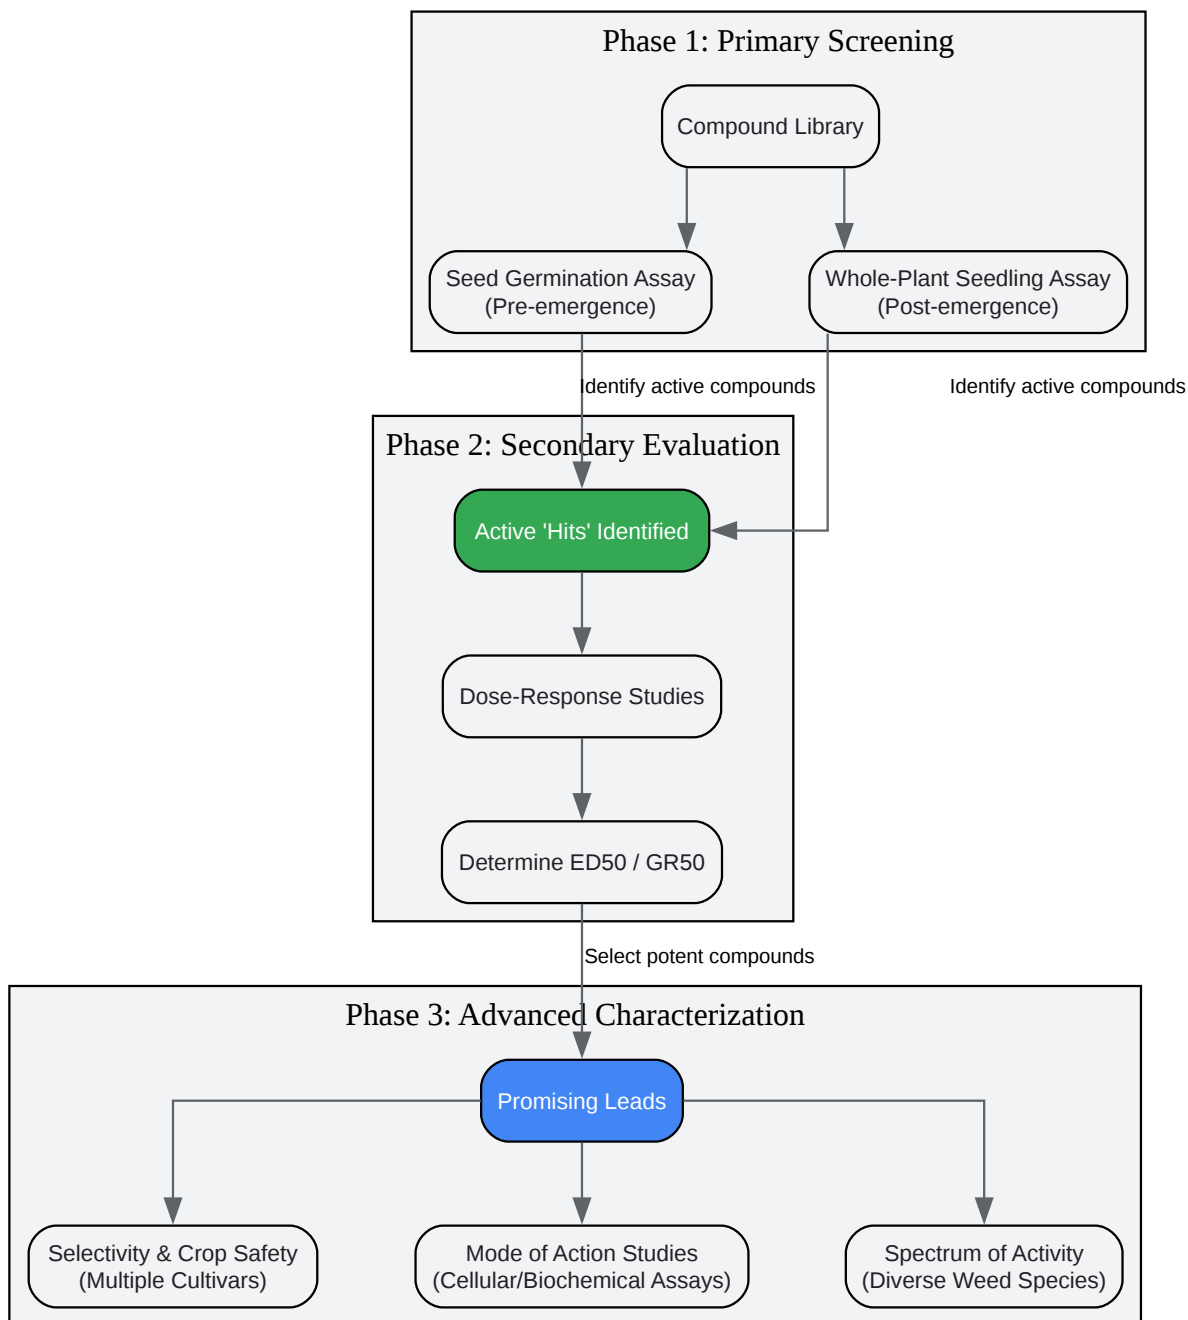 Phase 1: Primary Screening
Compound Library
Seed Germination Assay
(Pre-emergence)
Whole-Plant Seedling Assay
(Post-emergence)
Identify active compounds
Identify active compounds
Phase 2: Secondary Evaluation
Active 'Hits' Identified
Dose-Response Studies
Determine ED50 / GR50
Select potent compounds
Phase 3: Advanced Characterization
Promising Leads
Selectivity & Crop Safety
(Multiple Cultivars)
Mode of Action Studies
(Cellular/Biochemical Assays)
Spectrum of Activity
(Diverse Weed Species)